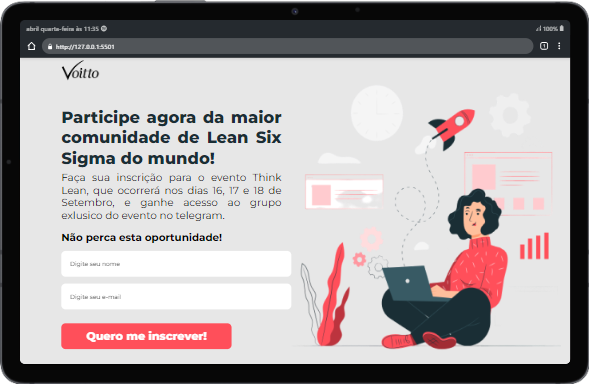 abril quarta-feira às 11:35
100%
http://127.0.0.1:5501
1
Voitto
Participe agora da maior
comunidade de Lean Six
Sigma do mundo!
Faça sua inscrição para o evento Think
Lean, que ocorrerá nos dias 16, 17 e 18 de
Setembro, e ganhe acesso ao grupo
exlusico do evento no telegram.
Não perca esta oportunidade!
Digite seu nome
Digite seu e-mail
Quero me inscrever!